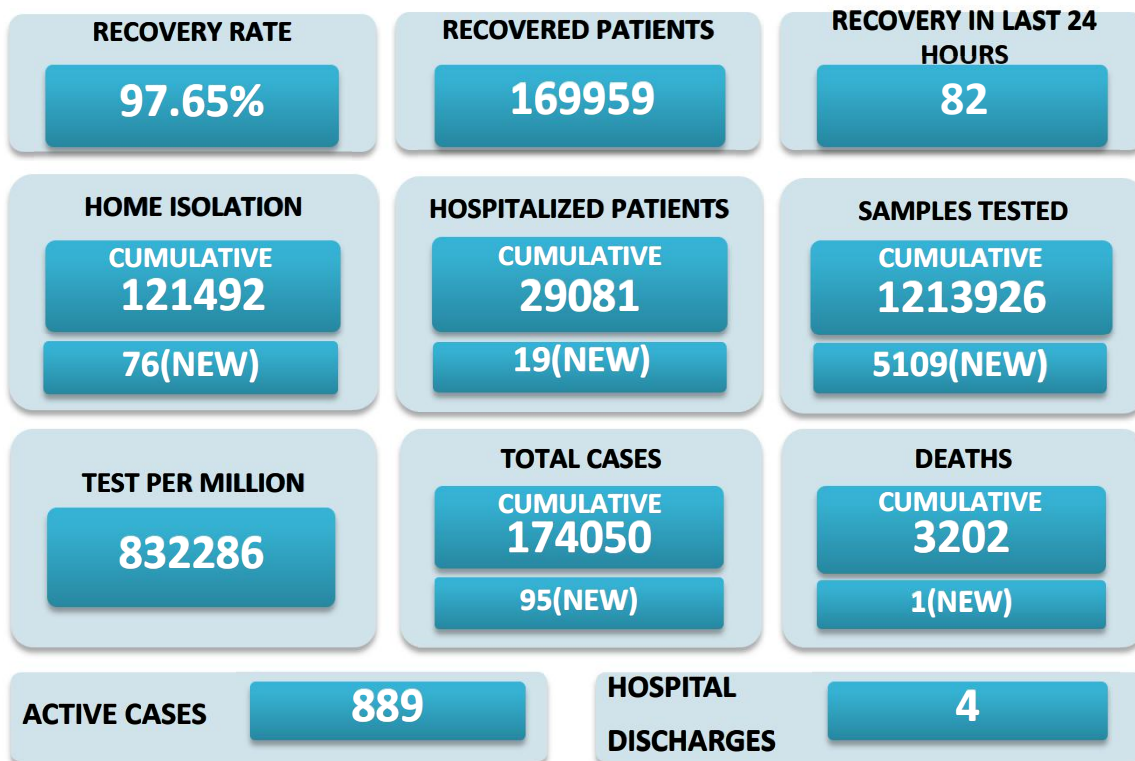 RECOVERY RATE
97.65%
RECOVERED PATIENTS
169959
RECOVERY IN LAST 24
HOURS
82
HOME ISOLATION
CUMULATIVE
121492
76(NEW)
HOSPITALIZED PATIENTS
CUMULATIVE
29081
19(NEW)
SAMPLES TESTED
CUMULATIVE
1213926
5109(NEW)
TEST PER MILLION
832286
TOTAL CASES
CUMULATIVE
174050
95(NEW)
DEATHS
CUMULATIVE
3202
1(NEW)
ACTIVE CASES
889
HOSPITAL
DISCHARGES
4